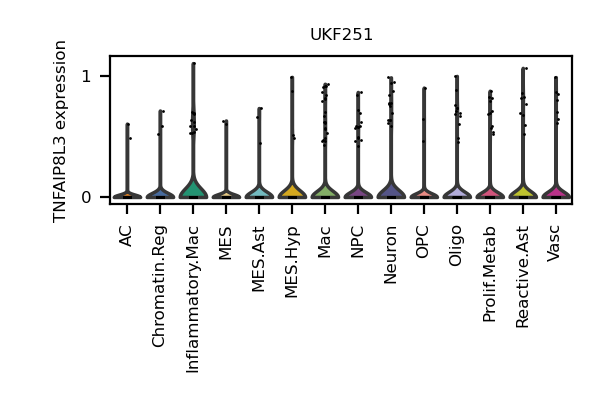 UKF251
TNFAIP8L3 expression
1
0
AC
Chromatin.Reg
Inflammatory.Mac
MES
MES.Ast
MES.Hyp
Mac
NPC
Neuron
OPC
Oligo
Prolif.Metab
Reactive.Ast
Vasc